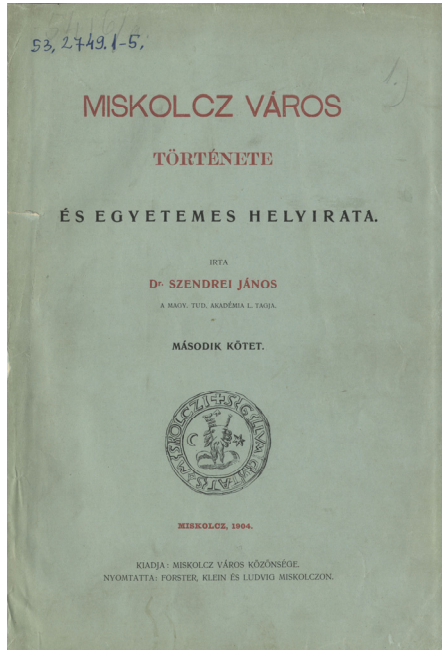 53, 2749.1-5,
1.)
MISKOLCZ VÁROS
TÖRTÉNETE
ÉS EGYETEMES HELYIRATA.
IRTA
Dr. SZENDREI JÁNOS
A MAGY. TUD. AKADÉMIA L. TAGJA.
MÁSODIK KÖTET.
MISKOLCZ, 1904.
KIADJA: MISKOLCZ VÁROS KÖZÖNSÉGE.
NYOMTATTA: FORSTER, KLEIN ÉS LUDVIG MISKOLCZON.